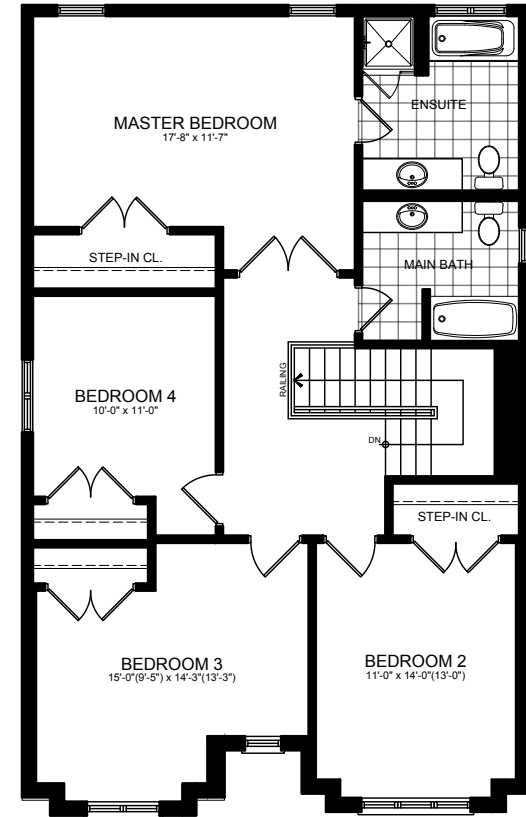 ENSUITE
MASTER BEDROOM
17'-8" x 11'-7"
STEP-IN CL.
MAIN BATH
RAILING
BEDROOM 4
10'-0" x 11'-0"
DN
STEP-IN CL.
BEDROOM 3
15'-0"(9'-5") x 14'-3"(13'-3")
BEDROOM 2
11'-0" x 14'-0"(13'-0")